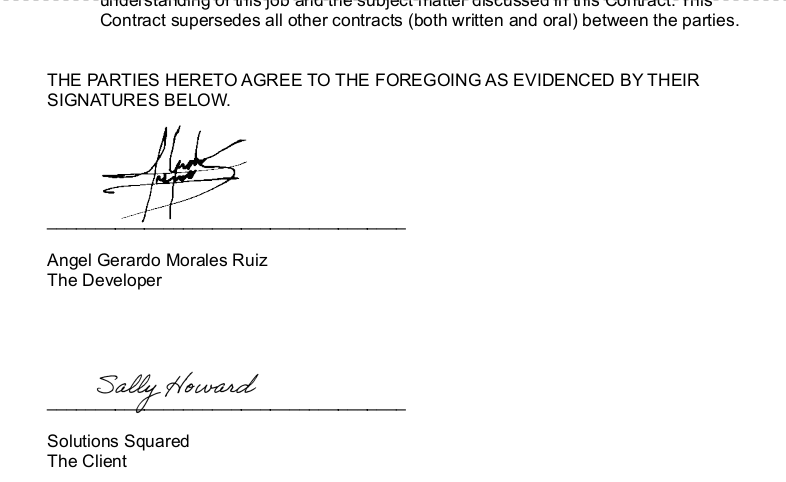 understanding of this job and the subject matter discussed in this Contract. This
Contract supersedes all other contracts (both written and oral) between the parties.
THE PARTIES HERETO AGREE TO THE FOREGOING AS EVIDENCED BY THEIR
SIGNATURES BELOW.
Angel Gerardo Morales Ruiz
The Developer
Sally Howard
Solutions Squared
The Client